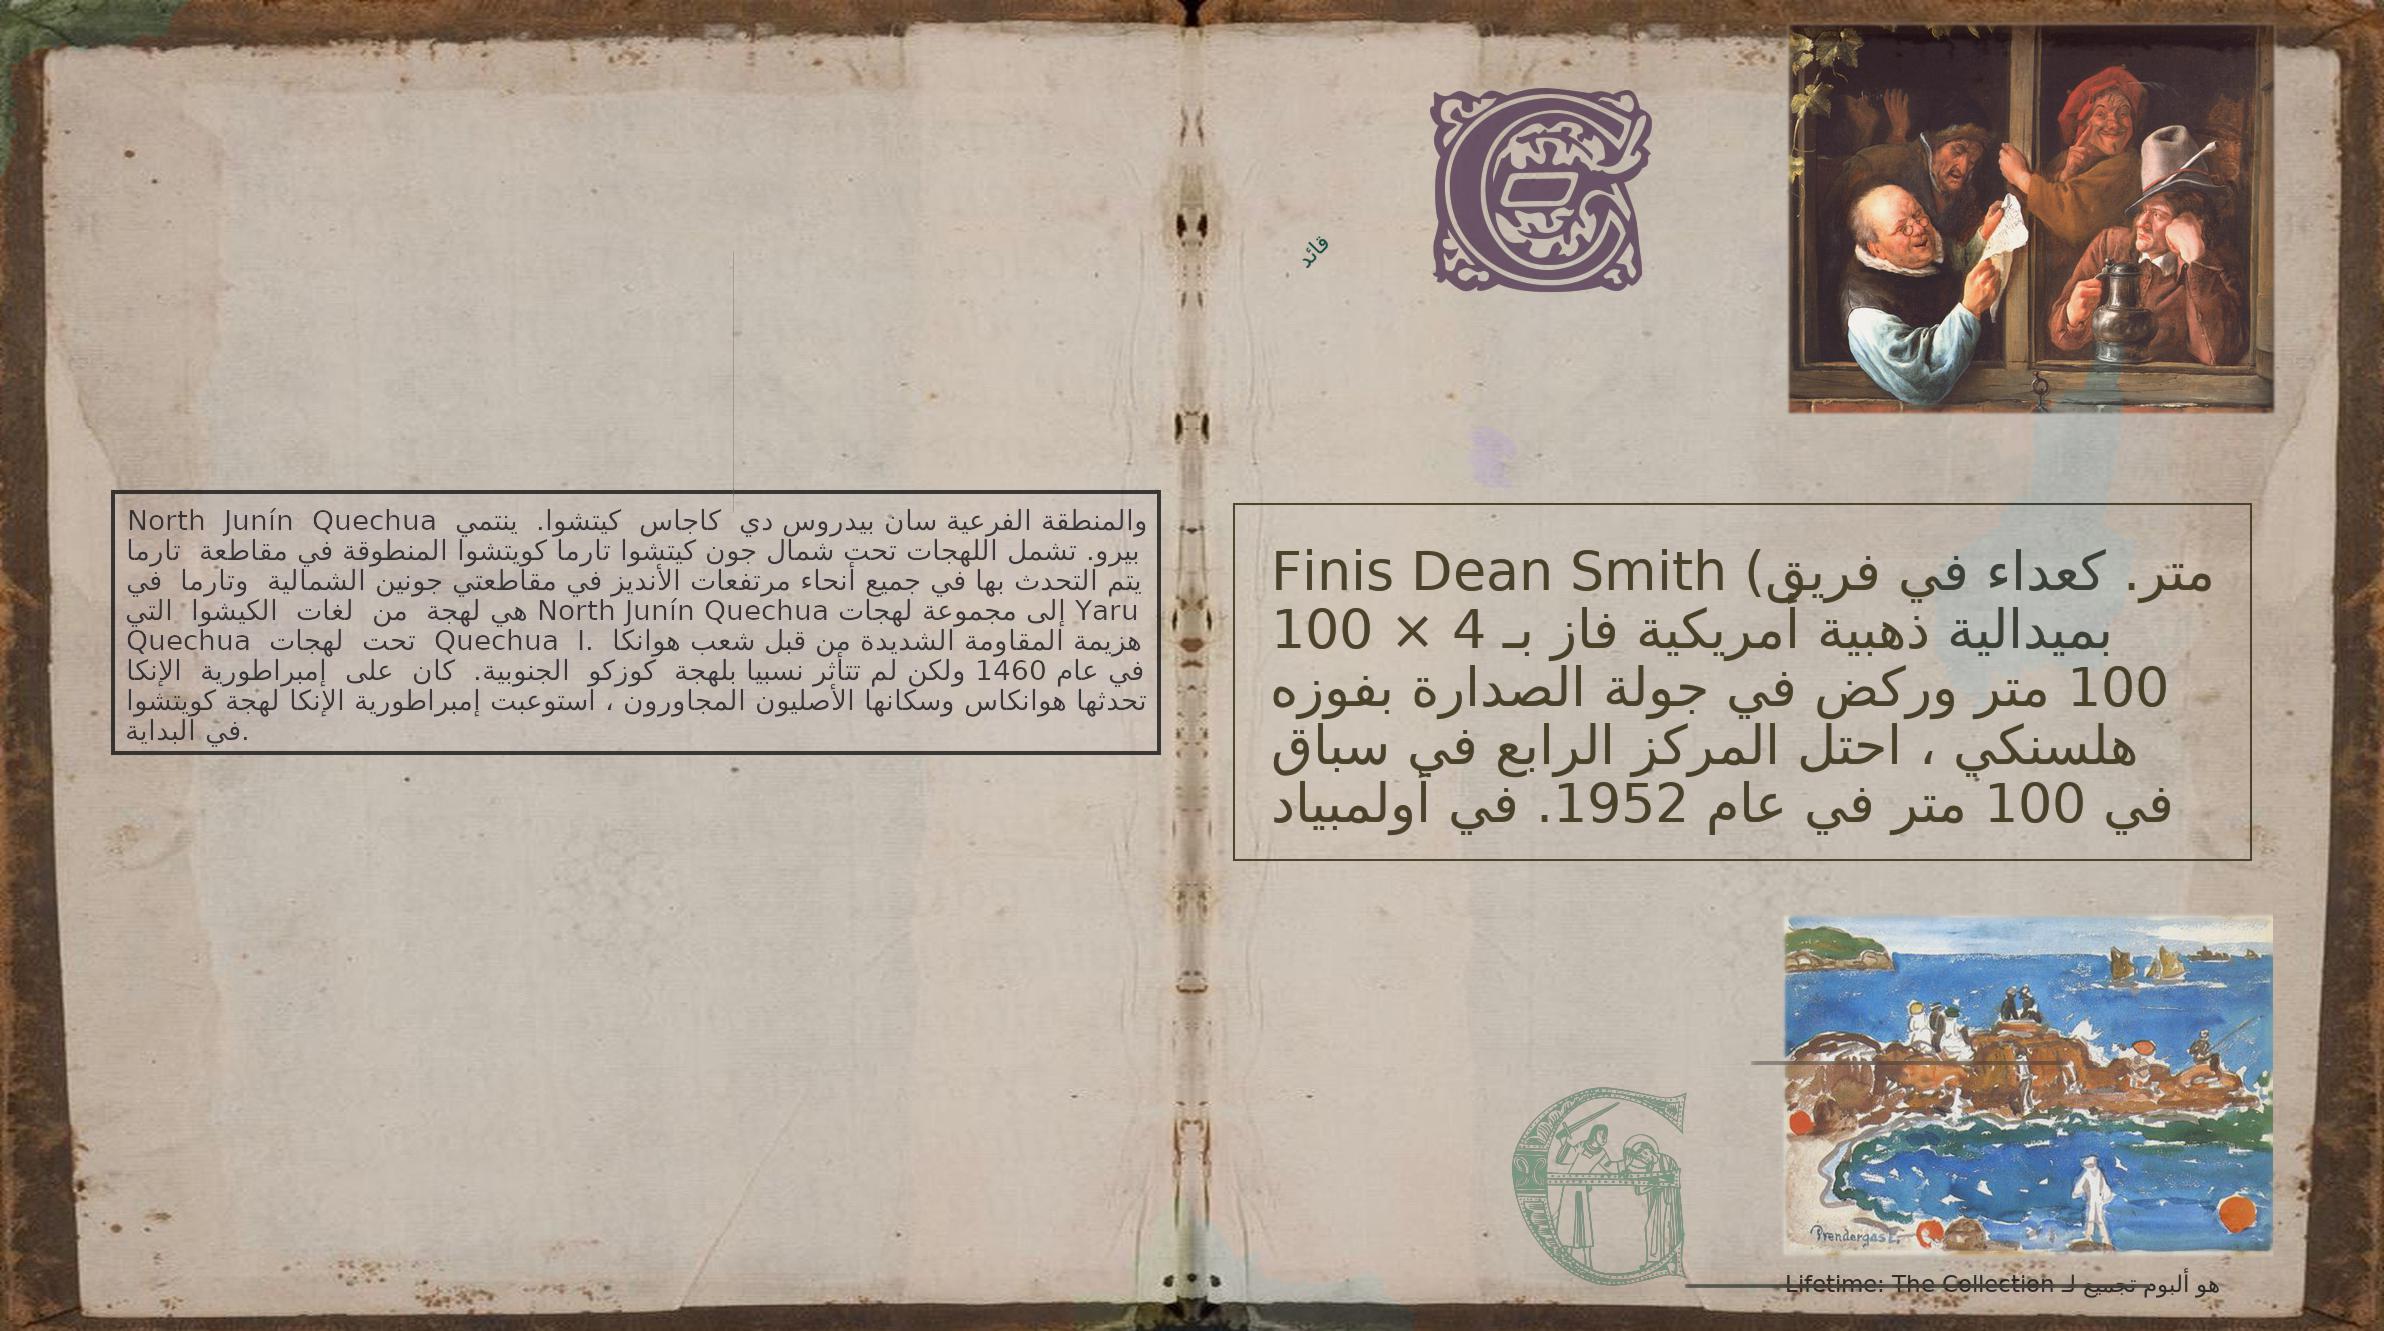 والمنطقة الفرعية سان بيدروس دي كاجاس كيتشوا. ينتمي North Junín Quechua
بيرو. تشمل اللهجات تحت شمال جون كيتشوا تارما كويتشوا المنطوقة في مقاطعة تارما
يتم التحدث بها في جميع أنحاء مرتفعات الأنديز في مقاطعتي جونين الشمالية وتارما في
Yaru إلى مجموعة لهجات North Junín Quechua هي لهجة من لغات الكيشوا التي
هزيمة المقاومة الشديدة من قبل شعب هوانكا Quechua I. تحت لهجات Quechua
في عام 1460 ولكن لم تتأثر نسبيا بلهجة كوزكو الجنوبية. كان على إمبراطورية الإنكا
تحدثها هوانكاس وسكانها الأصليون المجاورون ، استوعبت إمبراطورية الإنكا لهجة كويتشوا
في البداية.
قائد
متر. كعداء في فريق) Finis Dean Smith
بميدالية ذهبية أمريكية فاز بـ 4 × 100
100 متر وركض في جولة الصدارة بفوزه
هلسنكي ، احتل المركز الرابع في سباق
في 100 متر في عام 1952. في أولمبياد
Prendergast
هو ألبوم تجميع لـ Lifetime: The Collection